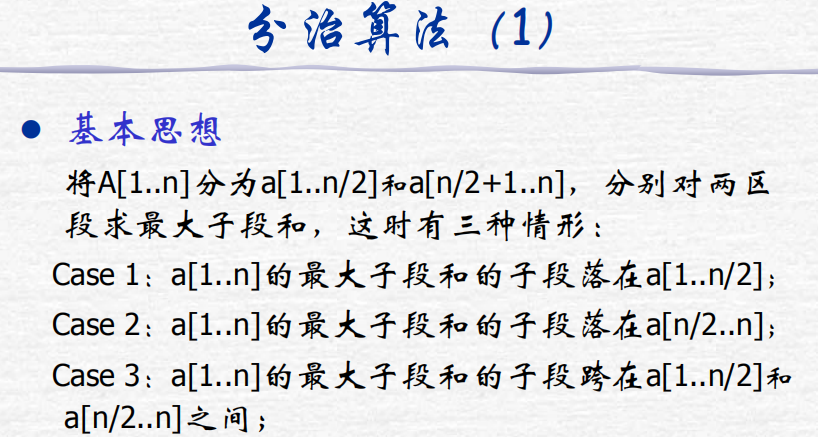 分治算法（1）
● 基本思想
将A[1..n]分为a[1..n/2]和a[n/2+1..n]，分别对两区
段求最大子段和，这时有三种情形：
Case 1：a[1..n]的最大子段和的子段落在a[1..n/2]；
Case 2：a[1..n]的最大子段和的子段落在a[n/2..n]；
Case 3：a[1..n]的最大子段和的子段跨在a[1..n/2]和
a[n/2..n]之间；